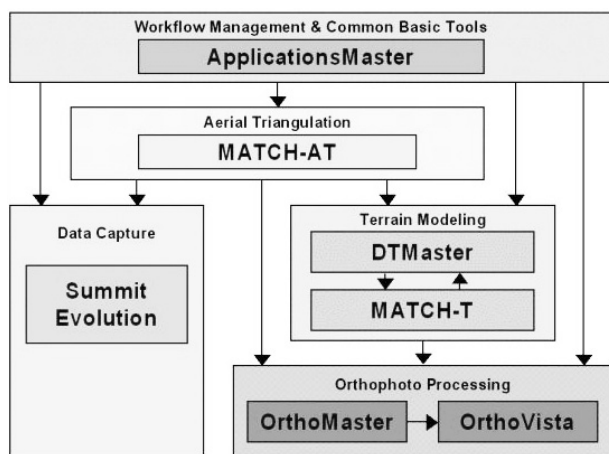 Workflow Management & Common Basic Tools
ApplicationsMaster
Aerial Triangulation
MATCH-AT
Data Capture
Summit
Evolution
Terrain Modeling
DTMaster
MATCH-T
Orthophoto Processing
OrthoMaster
OrthoVista